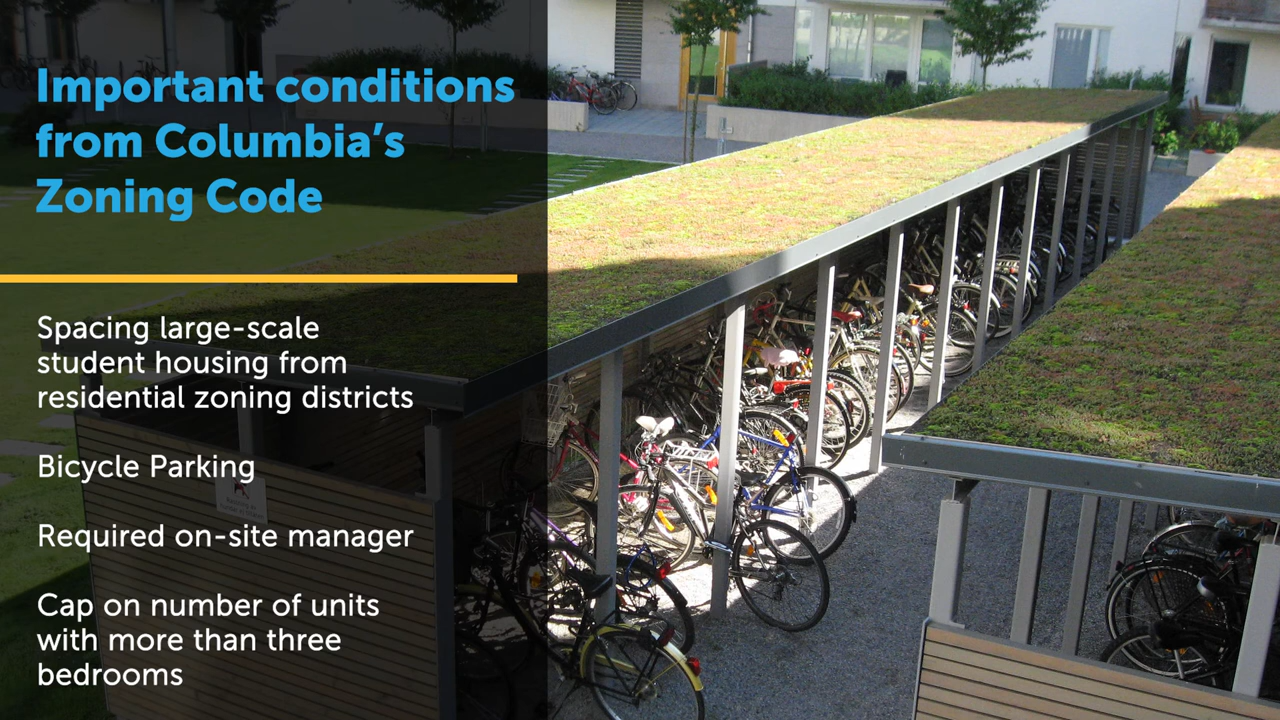 Important conditions
from Columbia's
Zoning Code
Spacing large-scale
student housing from
residential zoning districts
Bicycle Parking
Required on-site manager
Cap on number of units
with more than three
bedrooms